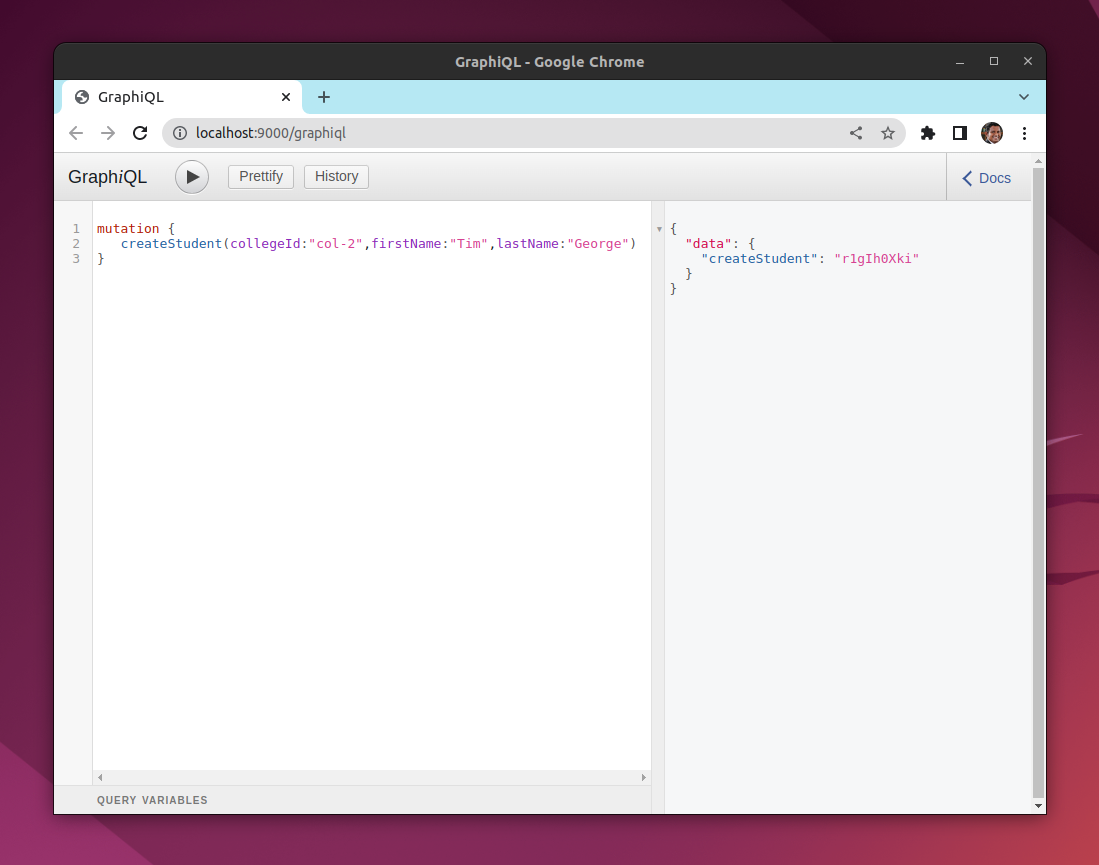 GraphiQL - Google Chrome
GraphiQL
localhost:9000/graphiql
GraphiQL Prettify History Docs
1 mutation {
2 createStudent(collegeId:"col-2",firstName:"Tim",lastName:"George")
3 }
{
"data": {
"createStudent": "r1gIh0Xki"
}
}
QUERY VARIABLES